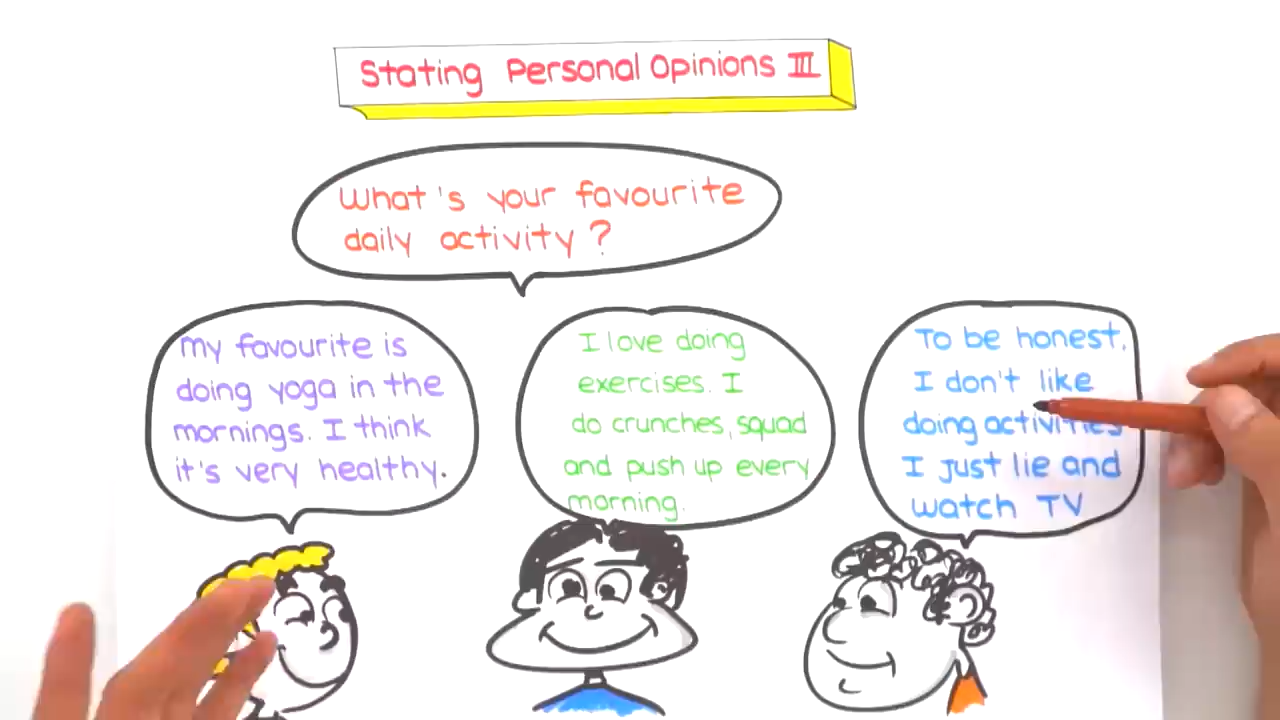 Stating Personal Opinions III
What's your favourite
daily activity?
My favourite is
doing yoga in the
mornings. I think
it's very healthy.
I love doing
exercises. I
do crunches, squad
and push up every
morning.
To be honest,
I don't like
doing activities
I just lie and
watch TV